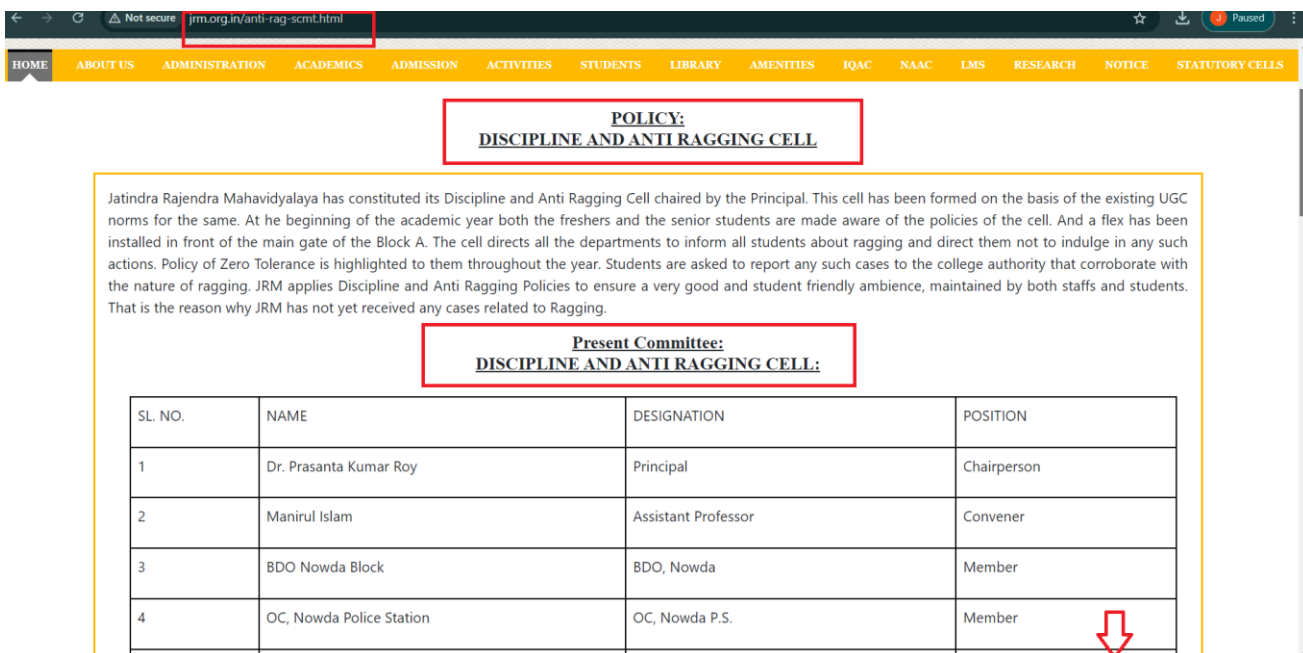 Not secure jrm.org.in/anti-rag-scmt.html J Paused
HOME ABOUT US ADMINISTRATION ACADEMICS ADMISSION ACTIVITIES STUDENTS LIBRARY AMENITIES IQAC NAAC LMS RESEARCH NOTICE STATUTORY CELLS
POLICY:
DISCIPLINE AND ANTI RAGGING CELL
Jatindra Rajendra Mahavidyalaya has constituted its Discipline and Anti Ragging Cell chaired by the Principal. This cell has been formed on the basis of the existing UGC
norms for the same. At he beginning of the academic year both the freshers and the senior students are made aware of the policies of the cell. And a flex has been
installed in front of the main gate of the Block A. The cell directs all the departments to inform all students about ragging and direct them not to indulge in any such
actions. Policy of Zero Tolerance is highlighted to them throughout the year. Students are asked to report any such cases to the college authority that corroborate with
the nature of ragging. JRM applies Discipline and Anti Ragging Policies to ensure a very good and student friendly ambience, maintained by both staffs and students.
That is the reason why JRM has not yet received any cases related to Ragging.
Present Committee:
DISCIPLINE AND ANTI RAGGING CELL:
SL. NO. NAME DESIGNATION POSITION
1 Dr. Prasanta Kumar Roy Principal Chairperson
2 Manirul Islam Assistant Professor Convener
3 BDO Nowda Block BDO, Nowda Member
4 OC, Nowda Police Station OC, Nowda P.S. Member